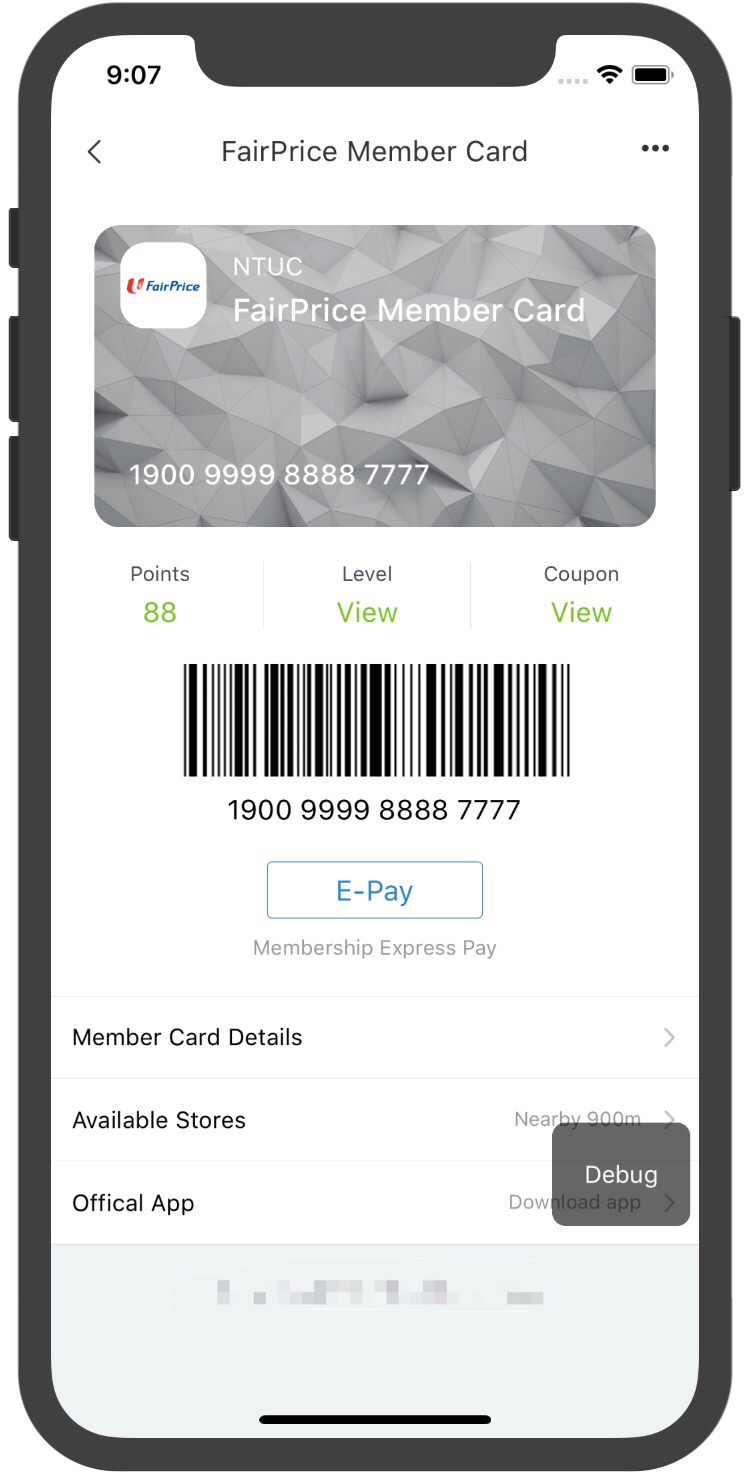 9:07
FairPrice Member Card
NTUC
FairPrice
FairPrice Member Card
1900 9999 8888 7777
Points
Level
Coupon
88
View
View
1900 9999 8888 7777
E-Pay
Membership Express Pay
Member Card Details
Available Stores
Nearby 900m
Debug
Offical App
Download app